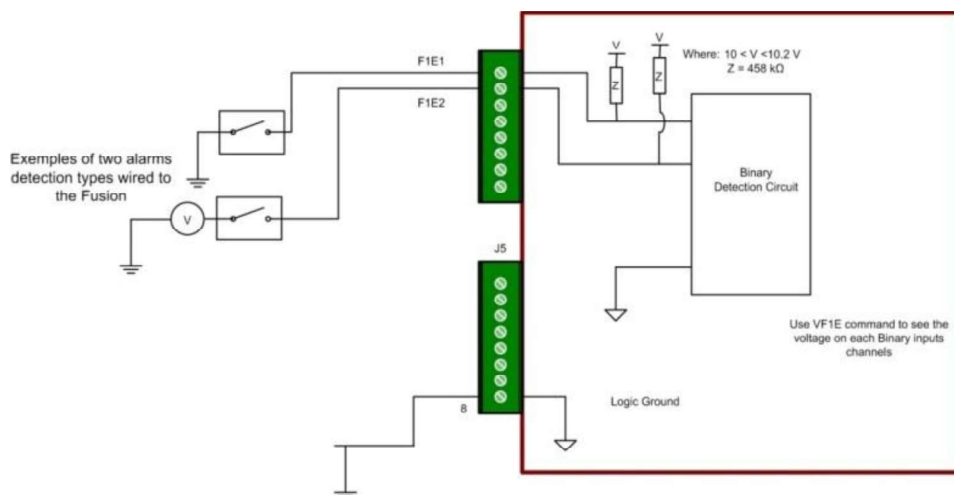 F1E1
F1E2
Exemples of two alarms
detection types wired to
the Fusion
V
J5
8
V
V
Z
Z
Where: 10 < V <10.2 V
Z = 458 kΩ
Binary
Detection Circuit
Use VF1E command to see the
voltage on each Binary inputs
channels
Logic Ground